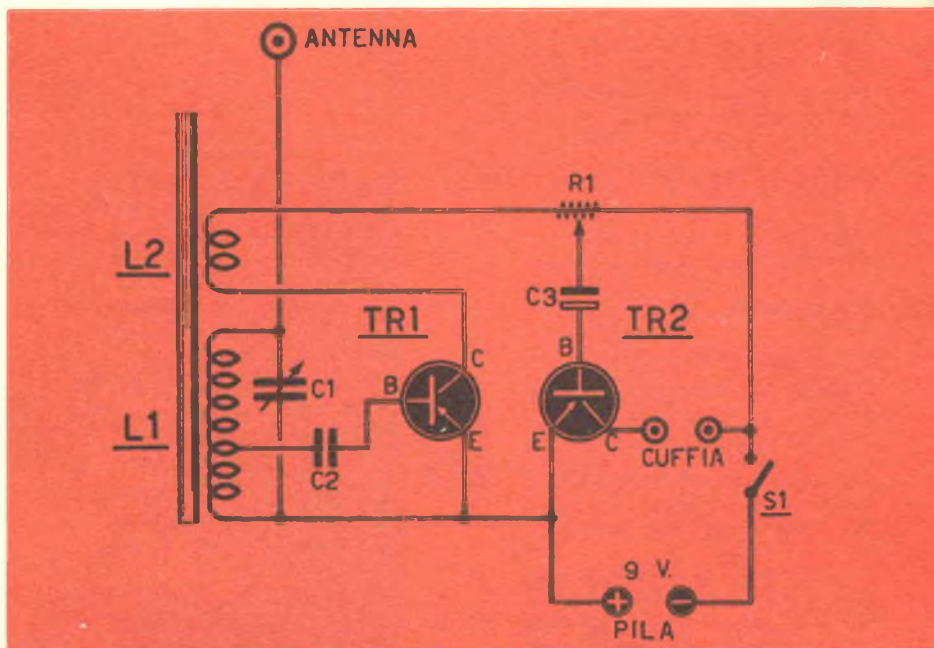 ANTENNA
R1
L2
C3
TR1
TR2
C
B
B
C1
L1
E
E
C
C2
CUFFIA
S1
9 V.
+
-
PILA